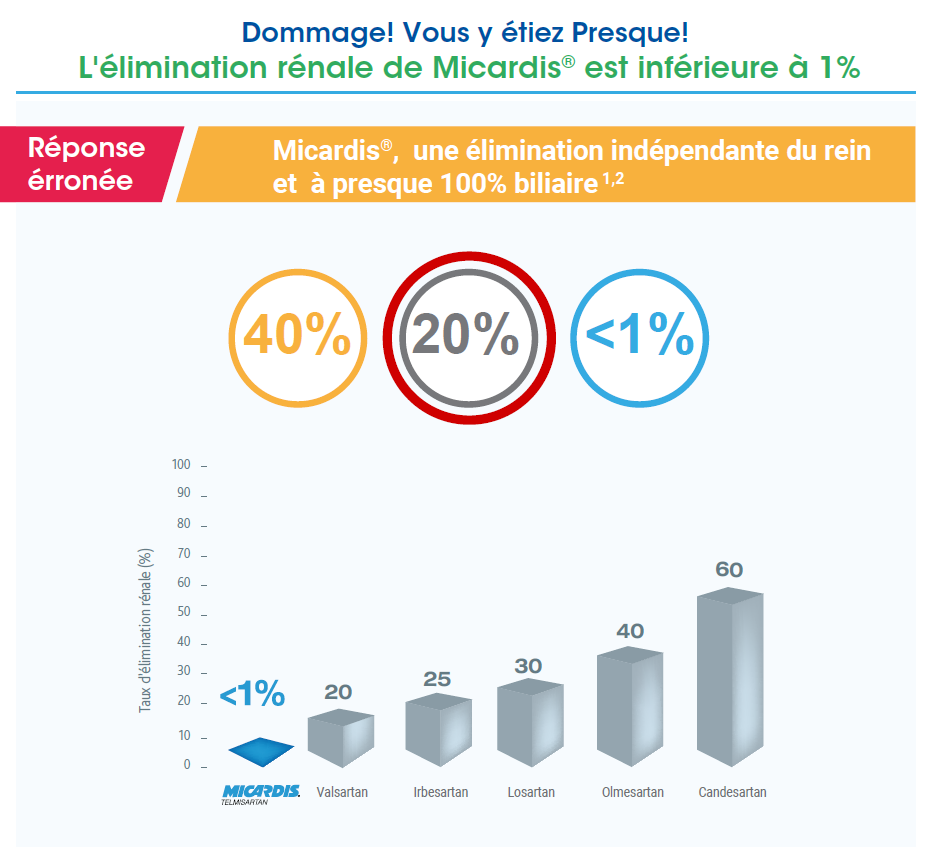 Dommage! Vous y étiez Presque!
L'élimination rénale de Micardis® est inférieure à 1%
Réponse
érronée
Micardis®, une élimination indépendante du rein
et à presque 100% biliaire 1,2
40%
20%
<1%
Taux d'élimination rénale (%)
100
90
80
70
60
50
40
30
20
10
0
<1%
20
25
30
40
60
MICARDIS.
TELMISARTAN
Valsartan
Irbesartan
Losartan
Olmesartan
Candesartan